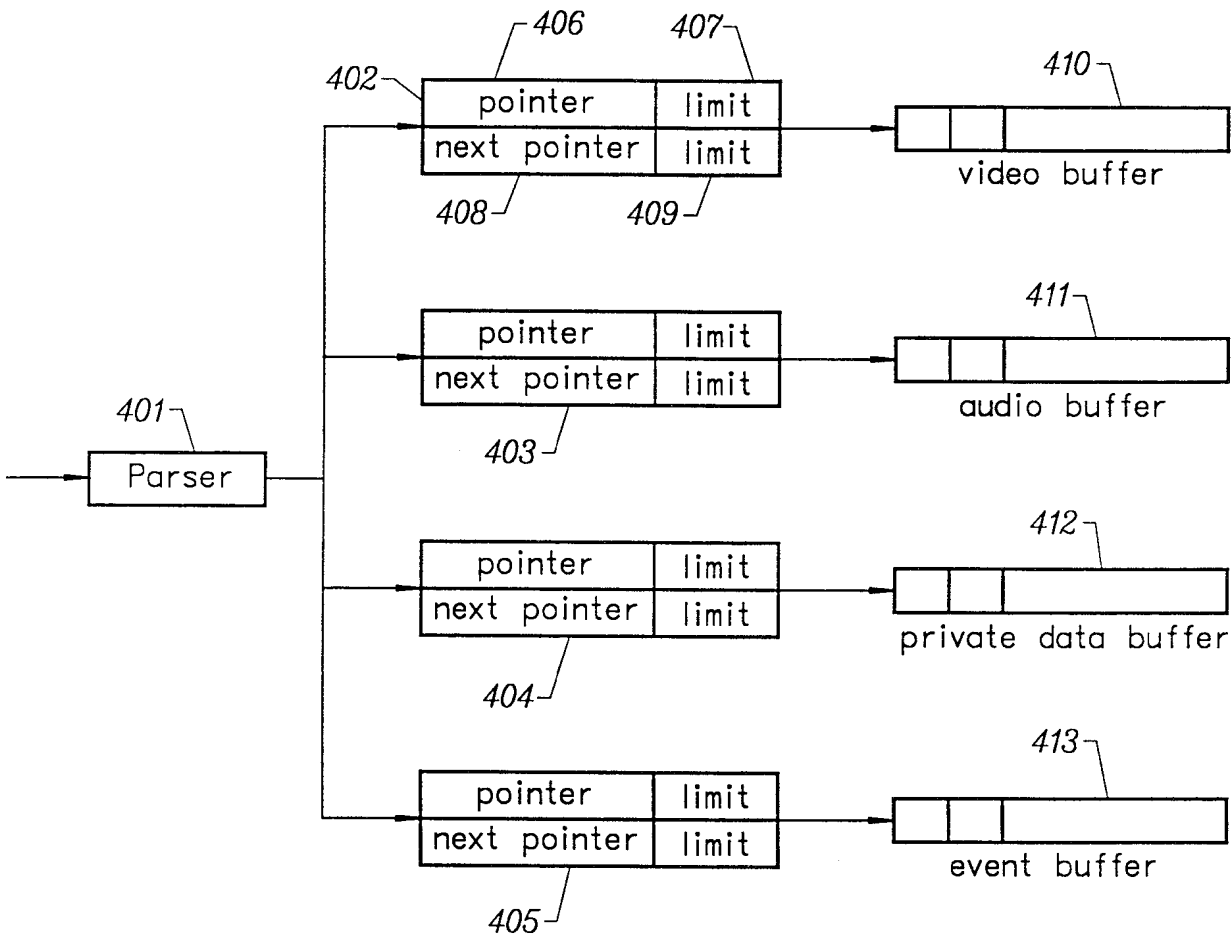 406
407
402
410
pointer limit
next pointer limit
video buffer
408
409
411
pointer limit
next pointer limit
audio buffer
401
403
Parser
412
pointer limit
next pointer limit
private data buffer
404
413
pointer limit
next pointer limit
event buffer
405